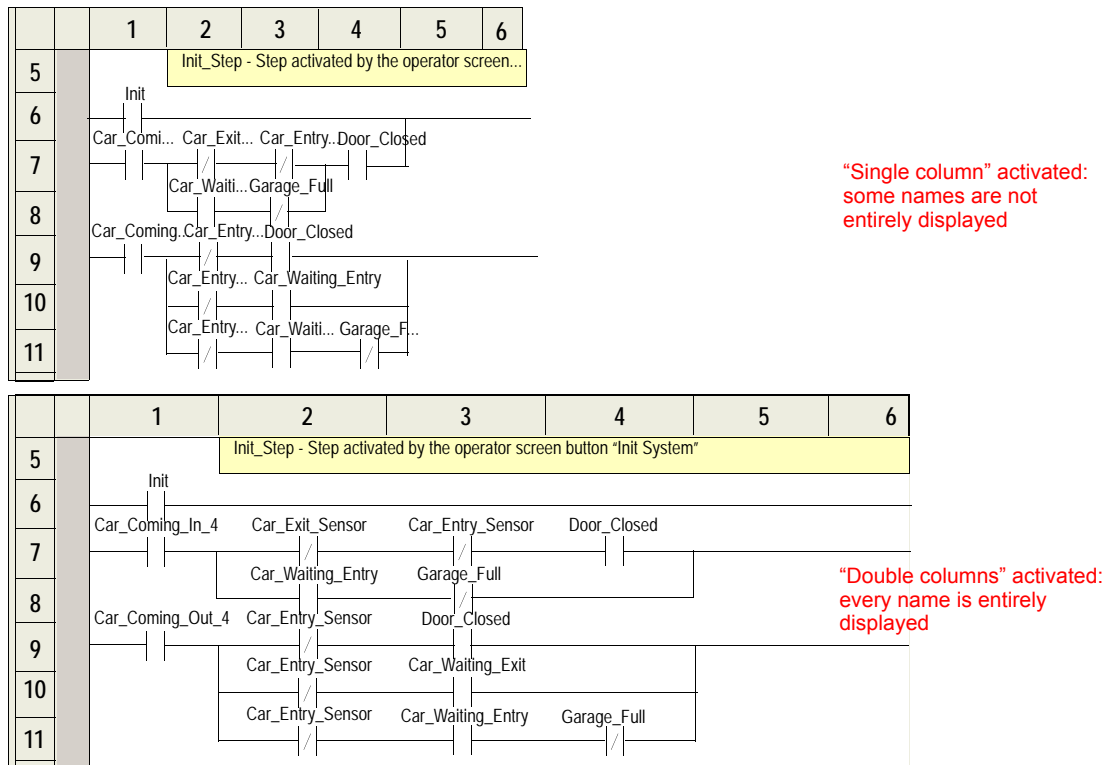 1 2 3 4 5 6
5 Init_Step - Step activated by the operator screen...
Init
6
Car_Comi... Car_Exit... Car_Entry... Door_Closed
7
Car_Waiti... Garage_Full
8
Car_Coming... Car_Entry... Door_Closed
9
Car_Entry... Car_Waiting_Entry
10
Car_Entry... Car_Waiti... Garage_F...
11
“Single column” activated:
some names are not
entirely displayed
1 2 3 4 5 6
5 Init_Step - Step activated by the operator screen button “Init System”
Init
6
Car_Coming_In_4 Car_Exit_Sensor Car_Entry_Sensor Door_Closed
7
Car_Waiting_Entry Garage_Full
8
Car_Coming_Out_4 Car_Entry_Sensor Door_Closed
9
Car_Entry_Sensor Car_Waiting_Exit
10
Car_Entry_Sensor Car_Waiting_Entry Garage_Full
11
“Double columns” activated:
every name is entirely
displayed